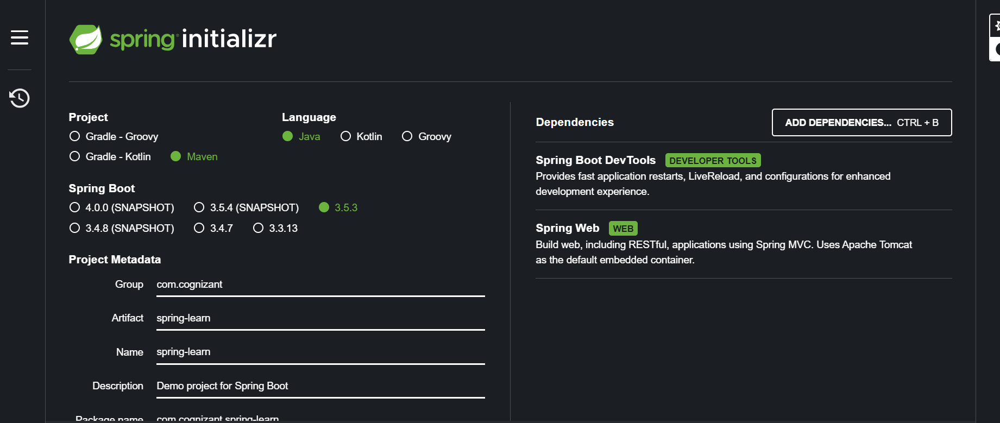 spring initializr
Project
Gradle - Groovy
Gradle - Kotlin Maven
Language
Java Kotlin Groovy
Spring Boot
4.0.0 (SNAPSHOT) 3.5.4 (SNAPSHOT) 3.5.3
3.4.8 (SNAPSHOT) 3.4.7 3.3.13
Project Metadata
Group com.cognizant
Artifact spring-learn
Name spring-learn
Description Demo project for Spring Boot
Package name com.cognizant.spring-learn
Dependencies
ADD DEPENDENCIES... CTRL + B
Spring Boot DevTools DEVELOPER TOOLS
Provides fast application restarts, LiveReload, and configurations for enhanced
development experience.
Spring Web WEB
Build web, including RESTful, applications using Spring MVC. Uses Apache Tomcat
as the default embedded container.